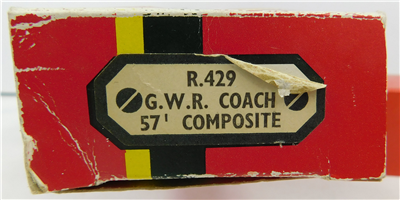 R.429
G.W.R. COACH
57' COMPOSITE